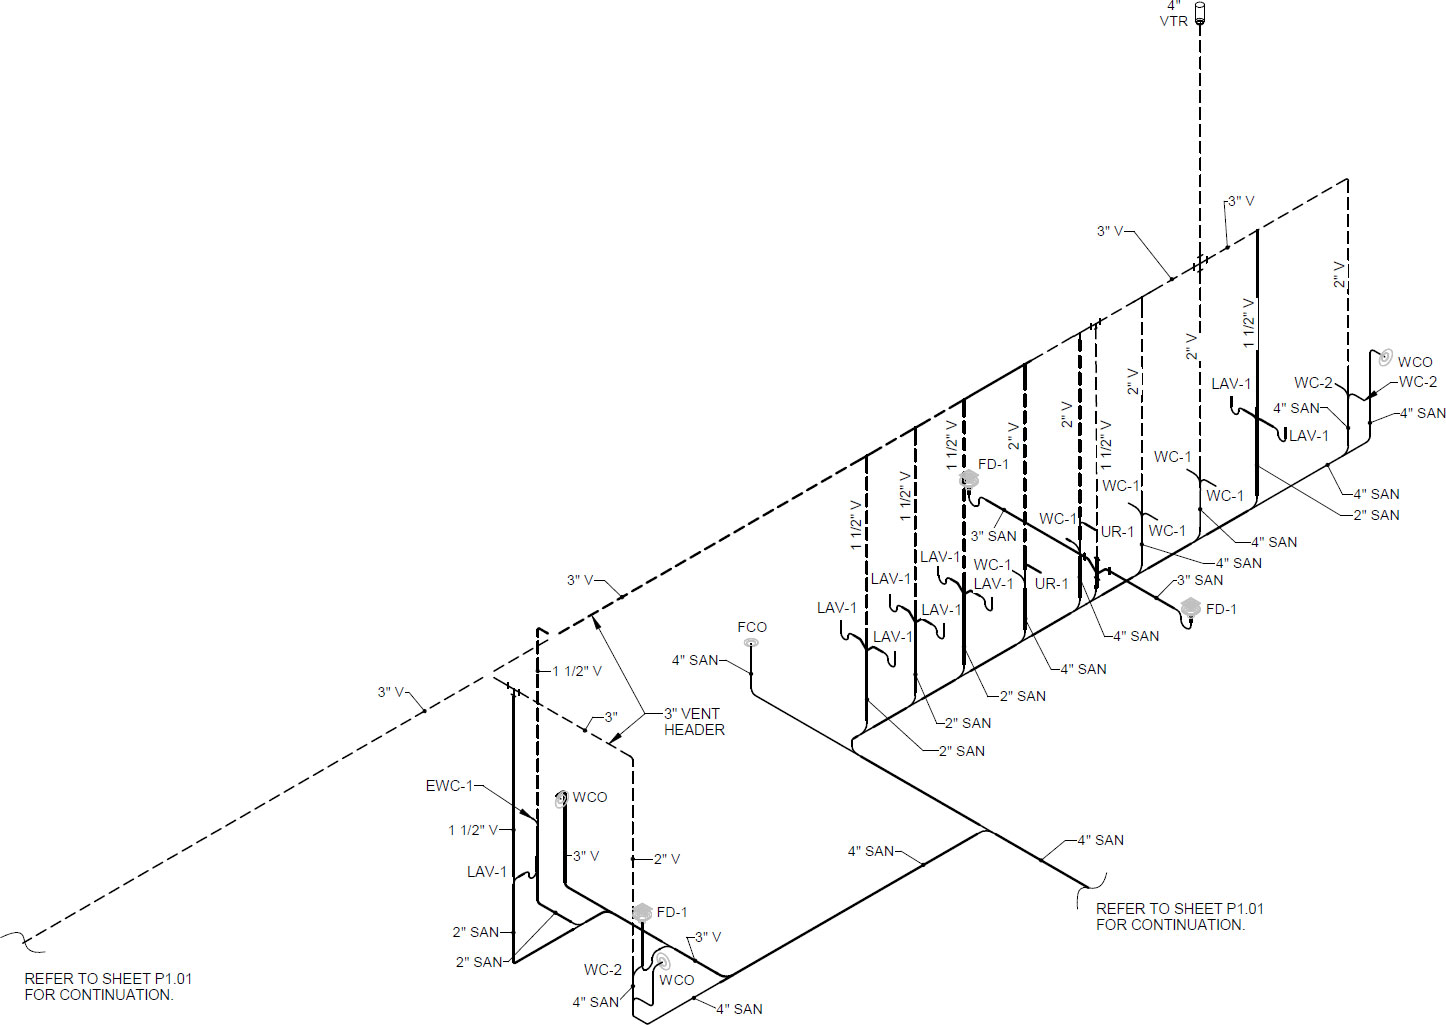 4"
VTR
3" V
3" V
2" V
1 1/2" V
2" V
WCO
2" V
LAV-1
WC-2
WC-2
4" SAN
4" SAN
LAV-1
2" V
2" V
1 1/2" V
1 1/2" V
1 1/2" V
1 1/2" V
FD-1
WC-1
WC-1
WC-1
4" SAN
2" SAN
3" SAN
WC-1
UR-1
WC-1
4" SAN
4" SAN
LAV-1
WC-1
LAV-1
UR-1
3" SAN
3" V
LAV-1
LAV-1
LAV-1
FD-1
FCO
LAV-1
4" SAN
4" SAN
4" SAN
1 1/2" V
3" V
2" SAN
3"
3" VENT
HEADER
2" SAN
2" SAN
EWC-1
WCO
1 1/2" V
3" V
2" V
4" SAN
4" SAN
LAV-1
FD-1
REFER TO SHEET P1.01
FOR CONTINUATION.
2" SAN
3" V
2" SAN
WC-2
WCO
REFER TO SHEET P1.01
FOR CONTINUATION.
4" SAN
4" SAN